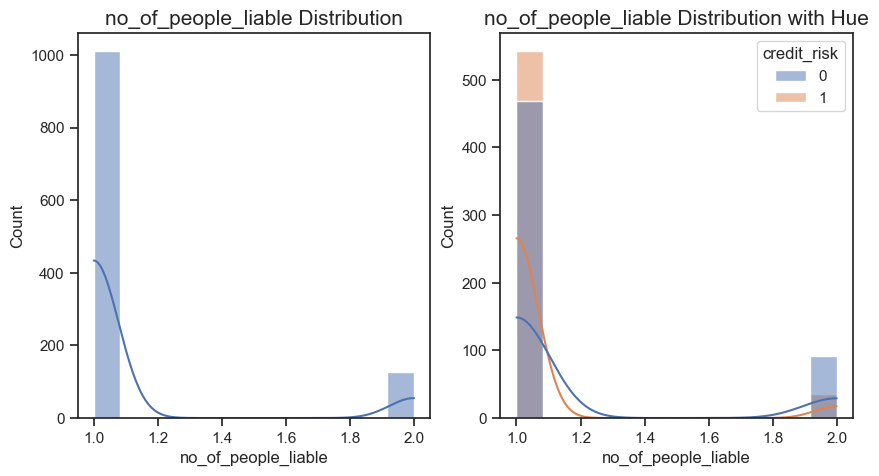 no_of_people_liable Distribution
1000
800
600
400
200
0
Count
1.0 1.2 1.4 1.6 1.8 2.0
no_of_people_liable
no_of_people_liable Distribution with Hue
credit_risk
0
1
500
400
300
200
100
0
Count
1.0 1.2 1.4 1.6 1.8 2.0
no_of_people_liable